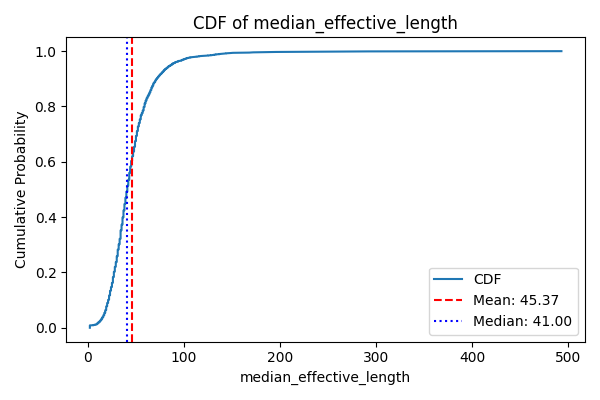 CDF of median_effective_length
Cumulative Probability
1.0
0.8
0.6
0.4
0.2
0.0
CDF
Mean: 45.37
Median: 41.00
0 100 200 300 400 500
median_effective_length